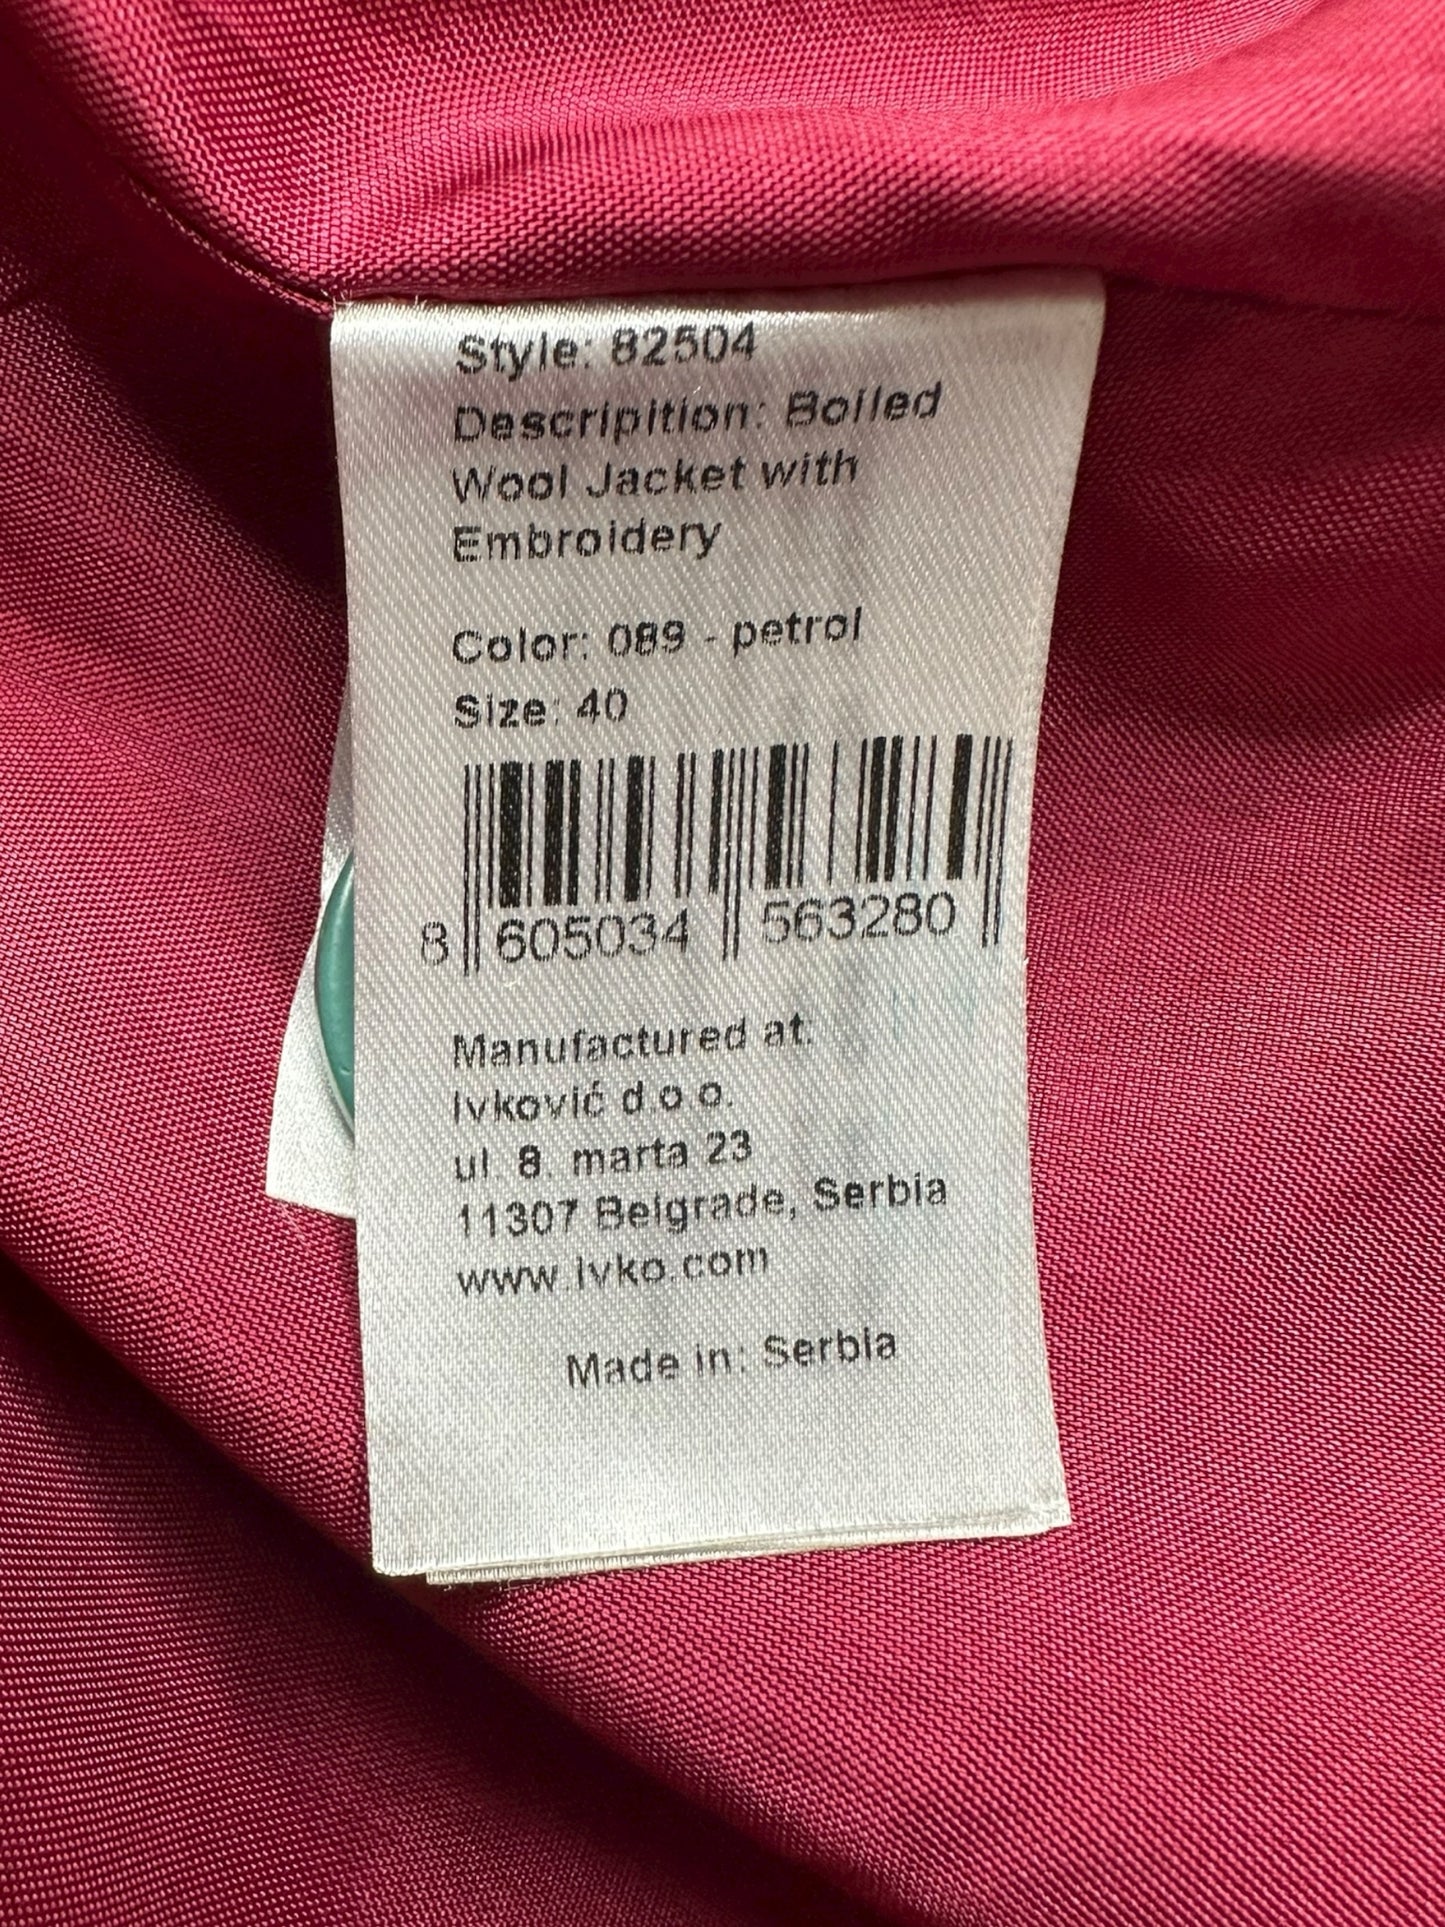 Style: 82504
Descripition: Boiled
Wool Jacket with
Embroidery
Color: 089 - petrol
Size: 40
8 605034 563280
Manufactured at:
Ivković d.o.o.
ul. 8. marta 23
11307 Belgrade, Serbia
www.ivko.com
Made in: Serbia